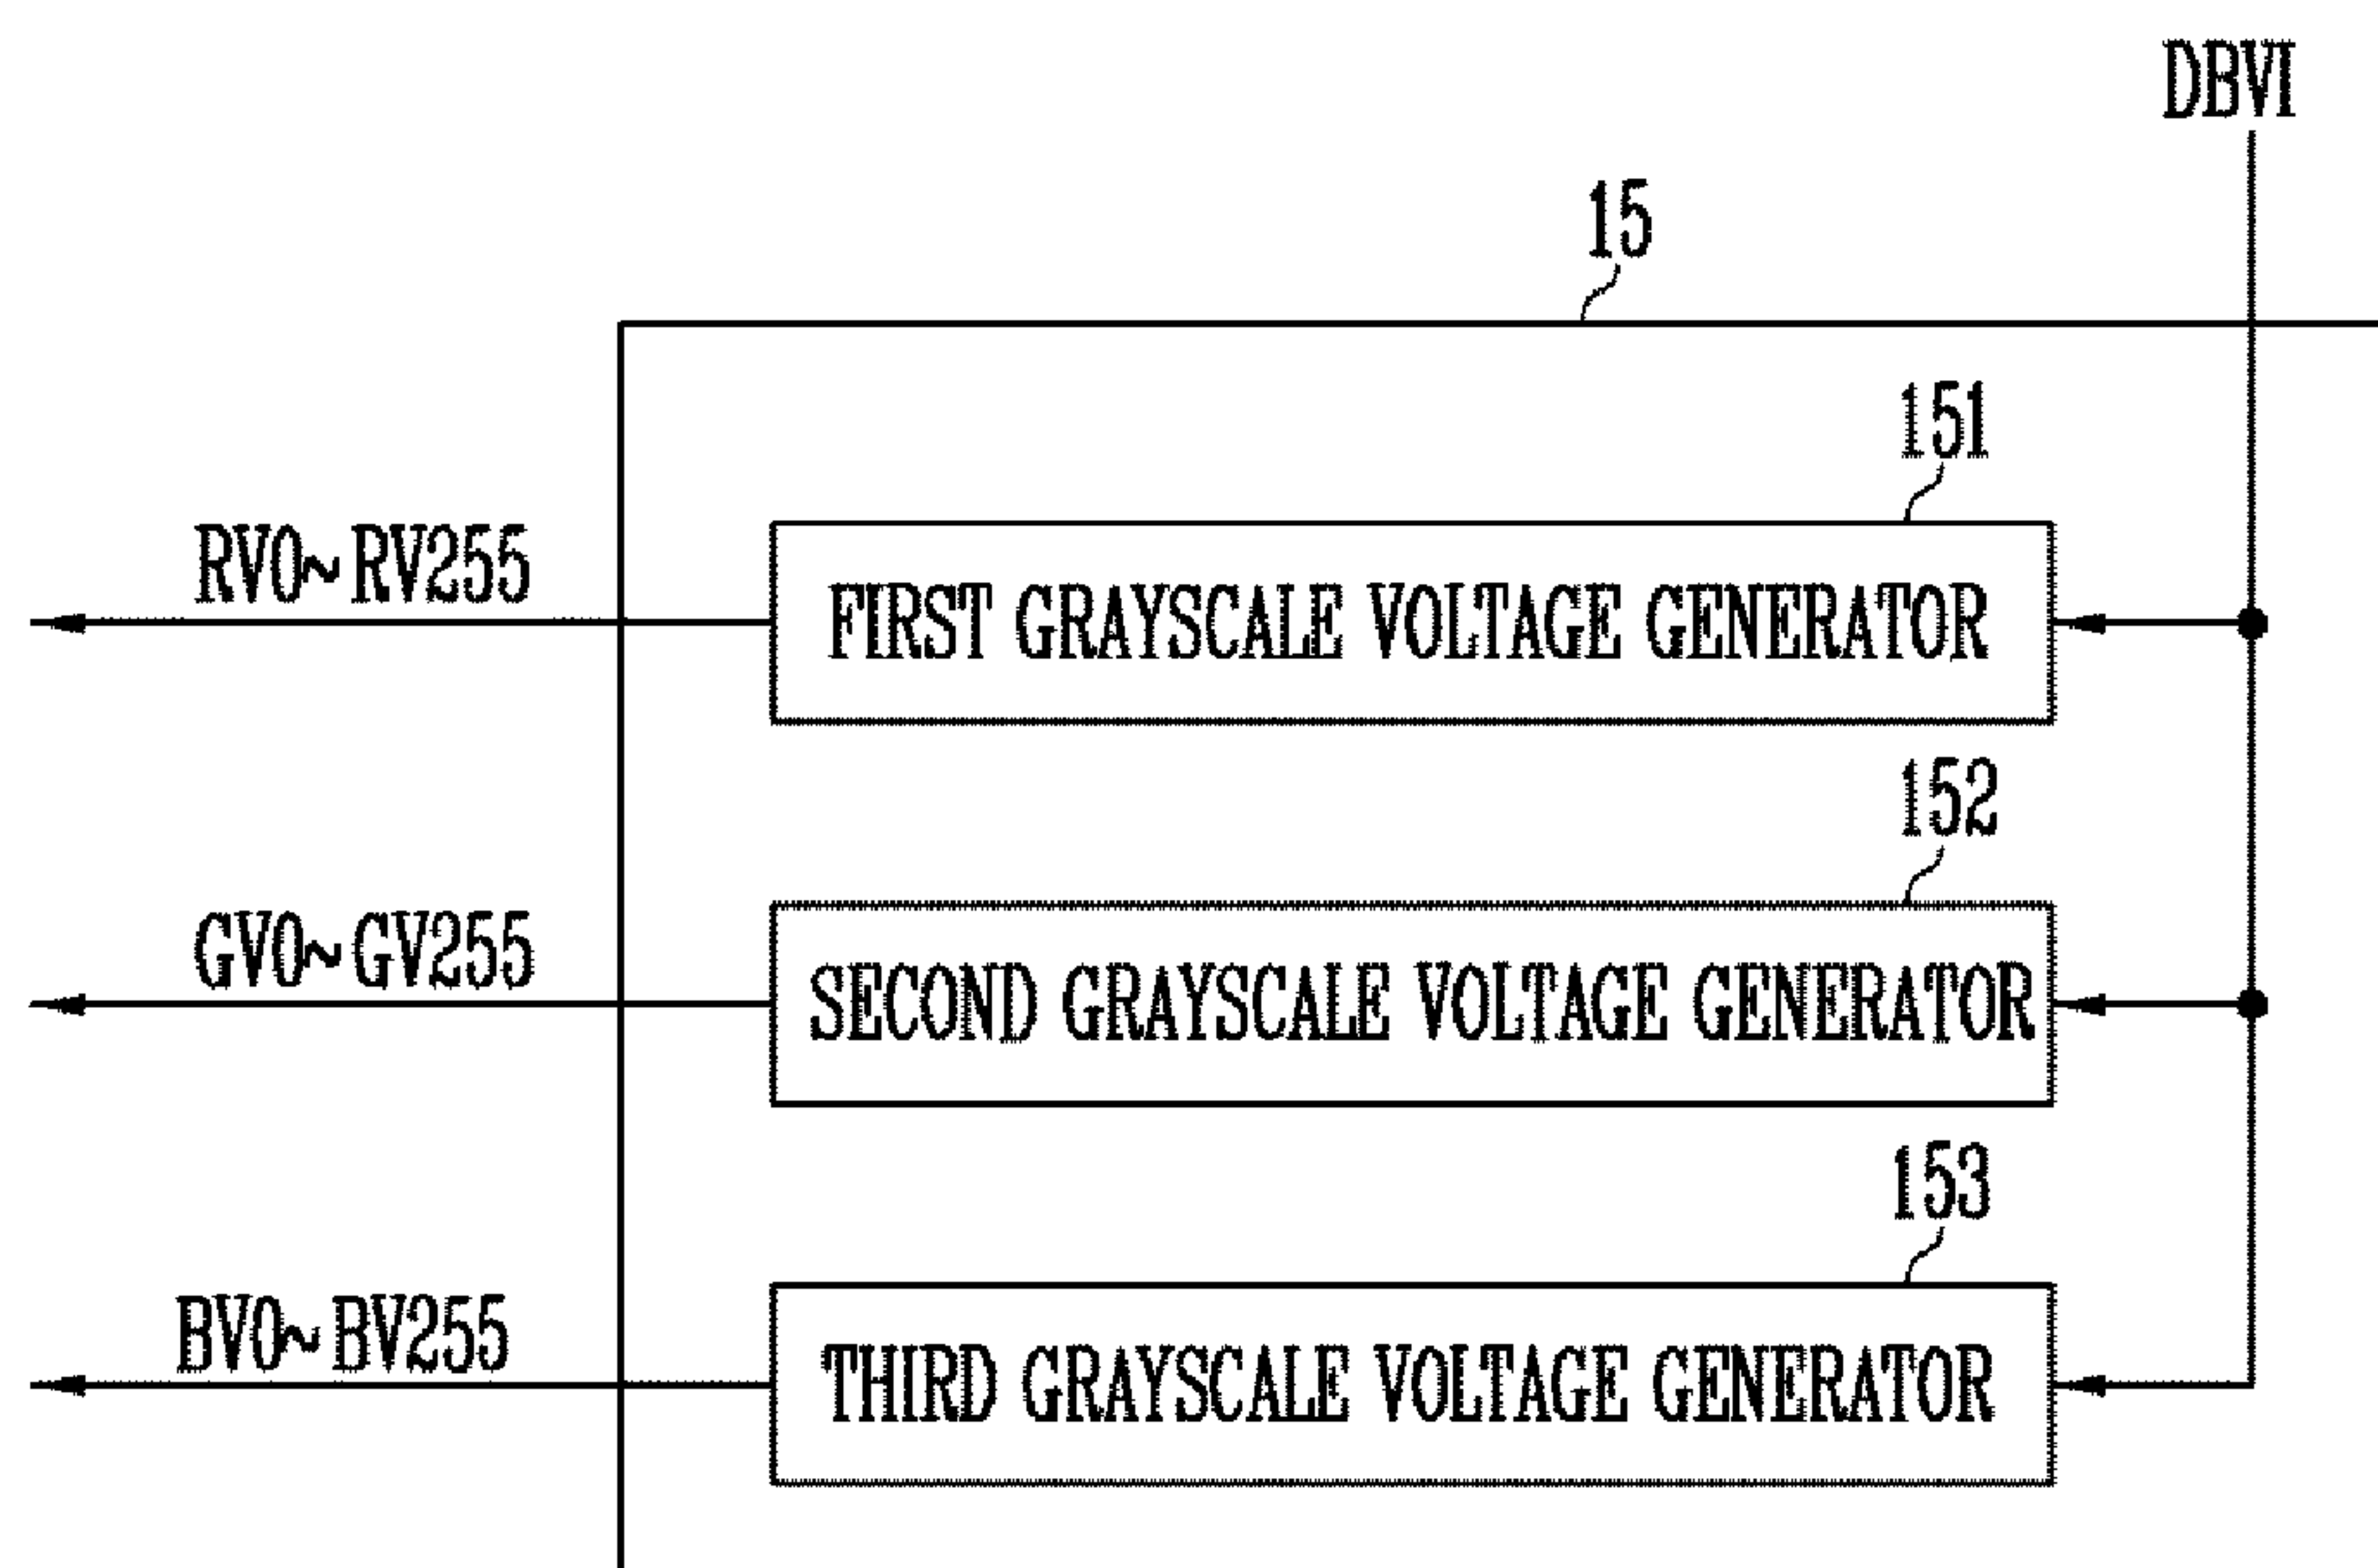 DBVI
15
151
RV0~RV255
FIRST GRAYSCALE VOLTAGE GENERATOR
152
GV0~GV255
SECOND GRAYSCALE VOLTAGE GENERATOR
153
BV0~BV255
THIRD GRAYSCALE VOLTAGE GENERATOR